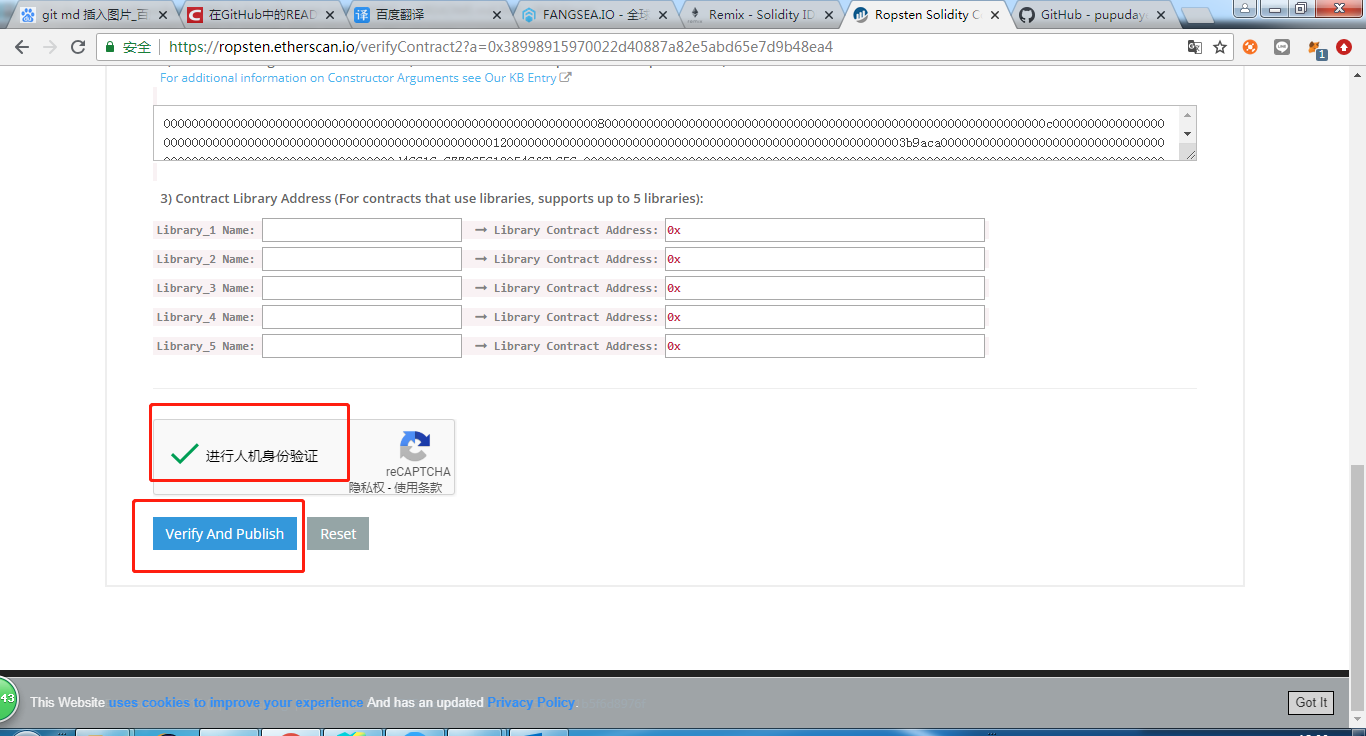 git md 插入图片_百
在GitHub中的READ
百度翻译
FANGSEA.IO - 全球
Remix - Solidity ID
Ropsten Solidity C
GitHub - pupuday
安全 https://ropsten.etherscan.io/verifyContract2?a=0x38998915970022d40887a82e5abd65e7d9b48ea4
1
For additional information on Constructor Arguments see Our KB Entry
3) Contract Library Address (For contracts that use libraries, supports up to 5 libraries):
Library_1 Name: → Library Contract Address: 0x
Library_2 Name: → Library Contract Address: 0x
Library_3 Name: → Library Contract Address: 0x
Library_4 Name: → Library Contract Address: 0x
Library_5 Name: → Library Contract Address: 0x
进行人机身份验证
reCAPTCHA
隐私权 - 使用条款
Verify And Publish Reset
43
This Website uses cookies to improve your experience And has an updated Privacy Policy. Got It